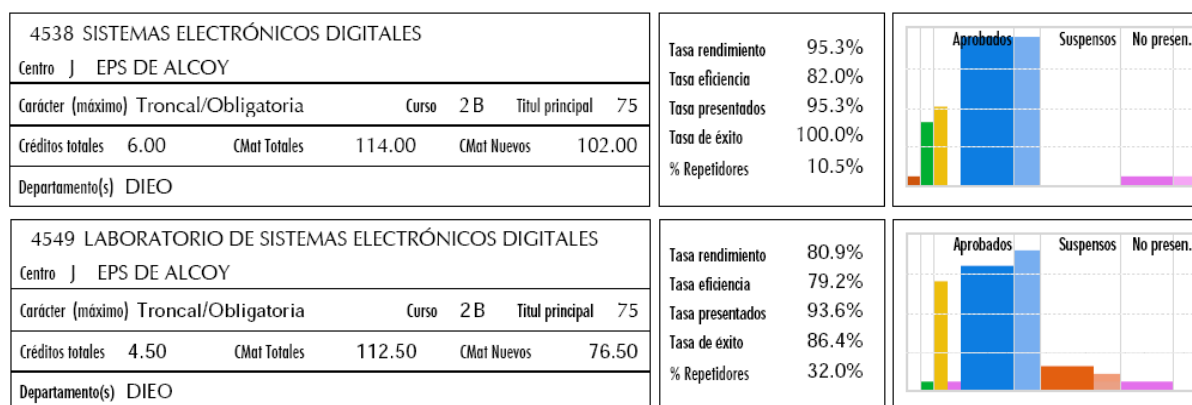 4538 SISTEMAS ELECTRÓNICOS DIGITALES
Centro J EPS DE ALCOY
Carácter (máximo) Troncal/Obligatoria Curso 2B Titul principal 75
Créditos totales 6.00 CMat Totales 114.00 CMat Nuevos 102.00
Departamento(s) DIEO
Tasa rendimiento 95.3%
Tasa eficiencia 82.0%
Tasa presentados 95.3%
Tasa de éxito 100.0%
% Repetidores 10.5%
Aprobados Suspensos No presen.
4549 LABORATORIO DE SISTEMAS ELECTRÓNICOS DIGITALES
Centro J EPS DE ALCOY
Carácter (máximo) Troncal/Obligatoria Curso 2B Titul principal 75
Créditos totales 4.50 CMat Totales 112.50 CMat Nuevos 76.50
Departamento(s) DIEO
Tasa rendimiento 80.9%
Tasa eficiencia 79.2%
Tasa presentados 93.6%
Tasa de éxito 86.4%
% Repetidores 32.0%
Aprobados Suspensos No presen.